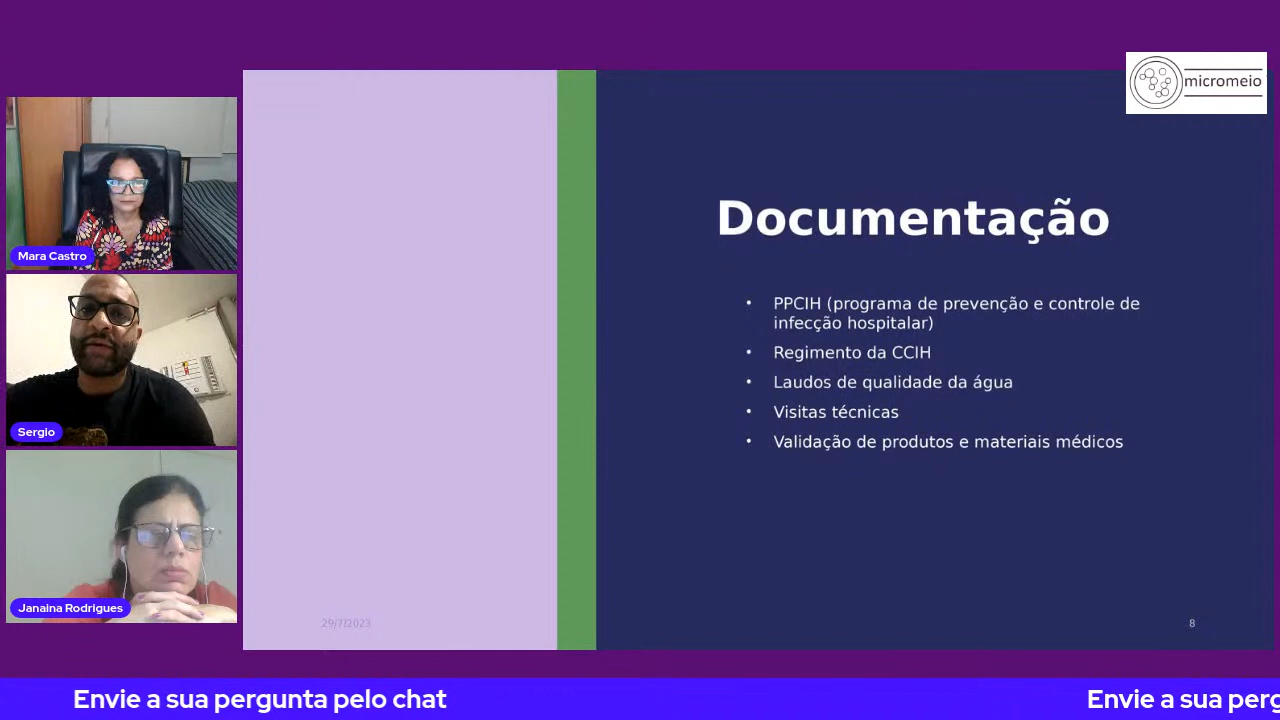 micromeio
Mara Castro
Sergio
Janaina Rodrigues
Documentação
• PPCIH (programa de prevenção e controle de
infecção hospitalar)
• Regimento da CCIH
• Laudos de qualidade da água
• Visitas técnicas
• Validação de produtos e materiais médicos
29/7/2023
8
Envie a sua pergunta pelo chat
Envie a sua perg